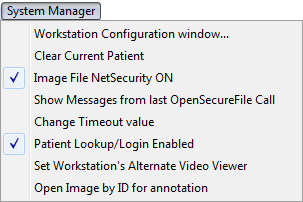 System Manager
Workstation Configuration window...
Clear Current Patient
Image File NetSecurity ON
Show Messages from last OpenSecureFile Call
Change Timeout value
Patient Lookup/Login Enabled
Set Workstation's Alternate Video Viewer
Open Image by ID for annotation